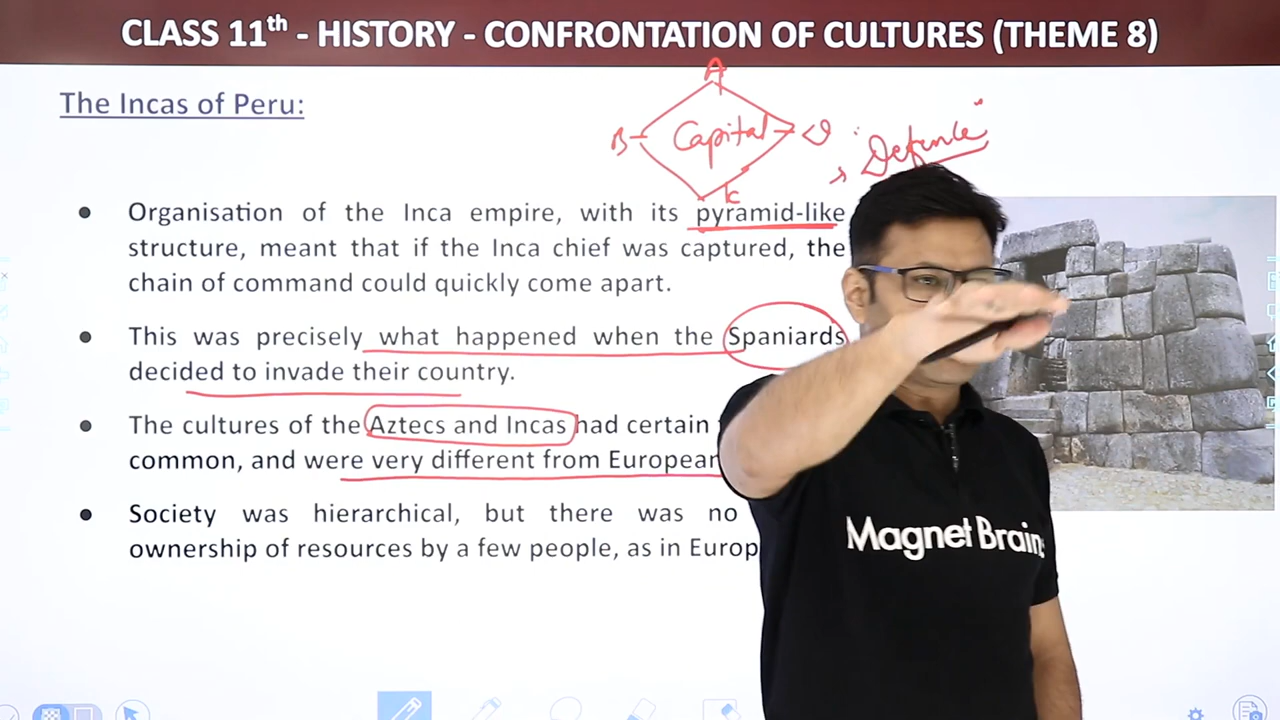 CLASS 11th - HISTORY - CONFRONTATION OF CULTURES (THEME 8)
The Incas of Peru:
A
B Capital D "Defence"
C
Organisation of the Inca empire, with its pyramid-like
structure, meant that if the Inca chief was captured, the
chain of command could quickly come apart.
This was precisely what happened when the Spaniards
decided to invade their country.
The cultures of the Aztecs and Incas had certain
common, and were very different from European
Society was hierarchical, but there was no
ownership of resources by a few people, as in Europ
Magnet Brains